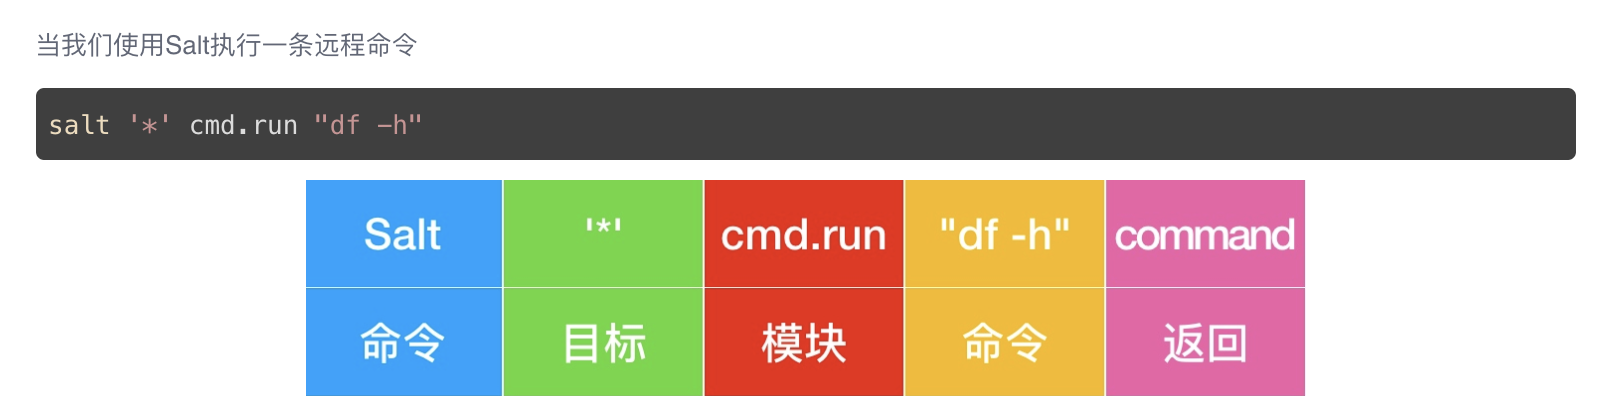 当我们使用Salt执行一条远程命令
salt '*' cmd.run "df -h"
Salt '*' cmd.run "df -h" command
命令 目标 模块 命令 返回